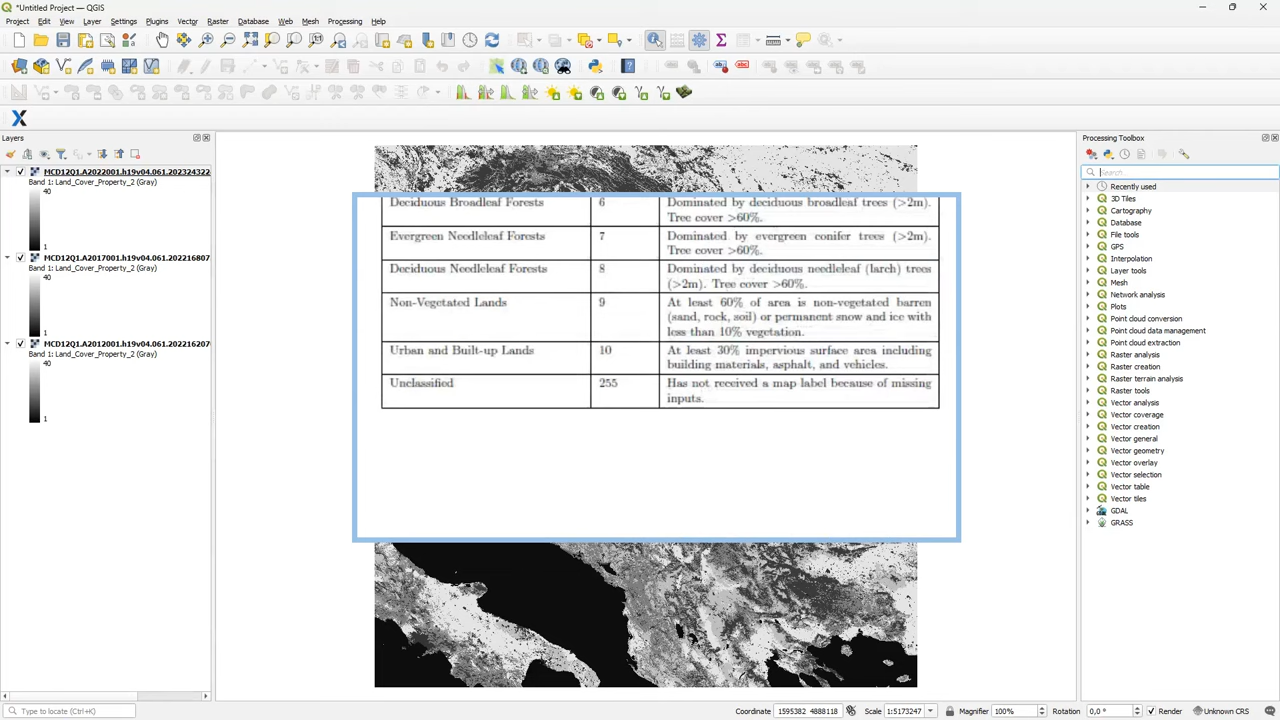 *Untitled Project — QGIS
Project Edit View Layer Settings Plugins Vector Raster Database Web Mesh Processing Help
Layers
MCD12Q1.A2022001.h19v04.061.202324322
Band 1: Land_Cover_Property_2 (Gray)
40
1
MCD12Q1.A2017001.h19v04.061.202216807
Band 1: Land_Cover_Property_2 (Gray)
40
1
Band 1: Land_Cover_Property_2 (Gray)
40
1
Deciduous Broadleaf Forests 6 Dominated by deciduous broadleaf trees (>2m).
Tree cover >60%.
Evergreen Needleleaf Forests 7 Dominated by evergreen conifer trees (>2m).
Tree cover >60%.
Deciduous Needleleaf Forests 8 Dominated by deciduous needleleaf (larch) trees
(>2m). Tree cover >60%.
Non-Vegetated Lands 9 At least 60% of area is non-vegetated barren
(sand, rock, soil) or permanent snow and ice with
less than 10% vegetation.
Urban and Built-up Lands 10 At least 30% impervious surface area including
building materials, asphalt, and vehicles.
Unclassified 255 Has not received a map label because of missing
inputs.
Processing Toolbox
Search...
Recently used
3D Tiles
Cartography
Database
File tools
GPS
Interpolation
Layer tools
Mesh
Network analysis
Plots
Point cloud conversion
Point cloud data management
Point cloud extraction
Raster analysis
Raster creation
Raster terrain analysis
Raster tools
Vector analysis
Vector coverage
Vector creation
Vector general
Vector geometry
Vector overlay
Vector selection
Vector table
Vector tiles
GDAL
GRASS
Type to locate (Ctrl+K) Coordinate 1595382 4888118 Scale 1:5173247 Magnifier 100% Rotation 0,0 ° Render Unknown CRS